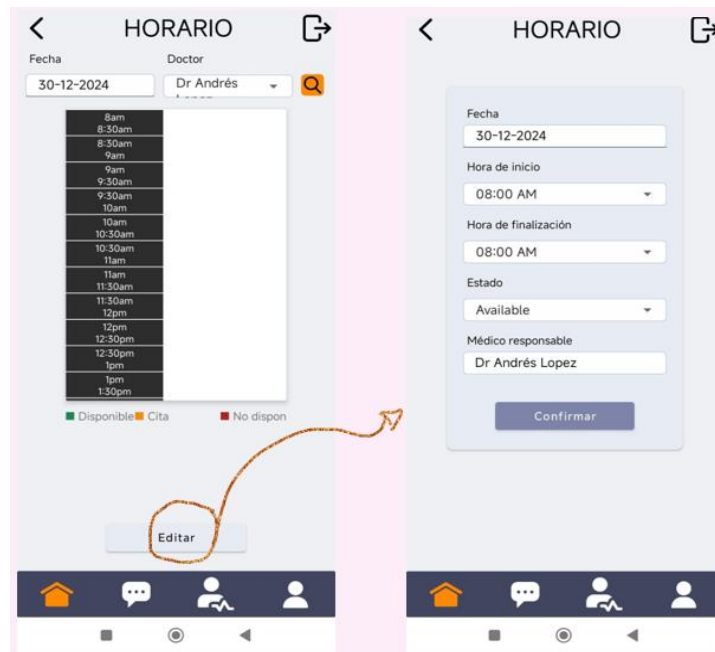 HORARIO
Fecha
Doctor
30-12-2024
Dr Andrés
8am
8:30am
8:30am
9am
9am
9:30am
9:30am
10am
10am
10:30am
10:30am
11am
11am
11:30am
11:30am
12pm
12pm
12:30pm
12:30pm
1pm
1pm
1:30pm
Disponible
Cita
No dispon
Editar
HORARIO
Fecha
30-12-2024
Hora de inicio
08:00 AM
Hora de finalización
08:00 AM
Estado
Available
Médico responsable
Dr Andrés Lopez
Confirmar